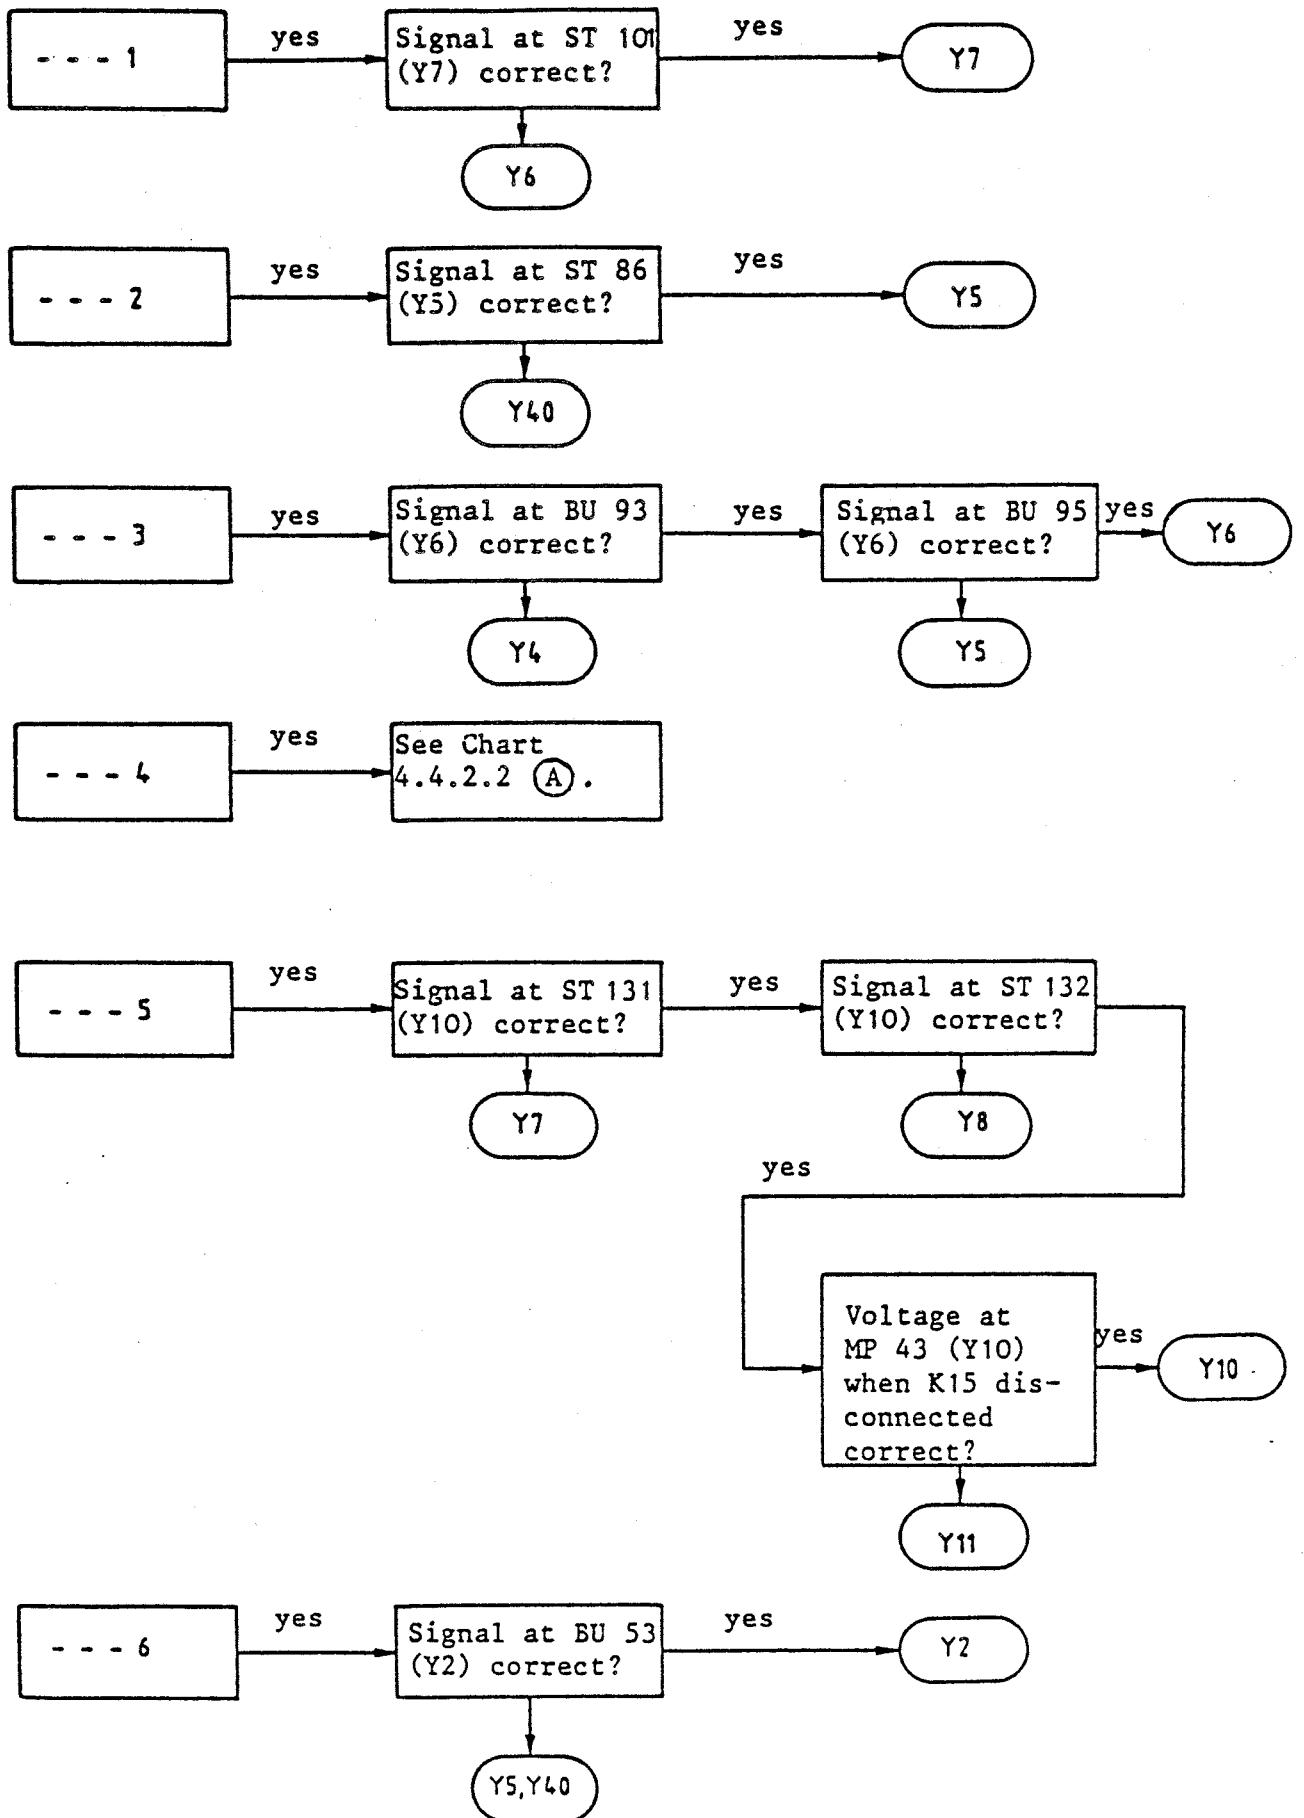 - - - 1
yes
Signal at ST 101
(Y7) correct?
yes
Y7
Y6
- - - 2
yes
Signal at ST 86
(Y5) correct?
yes
Y5
Y40
- - - 3
yes
Signal at BU 93
(Y6) correct?
yes
Signal at BU 95
(Y6) correct?
yes
Y6
Y4
Y5
- - - 4
yes
See Chart
4.4.2.2 (A).
- - - 5
yes
Signal at ST 131
(Y10) correct?
yes
Signal at ST 132
(Y10) correct?
Y7
Y8
yes
Voltage at
MP 43 (Y10)
when K15 dis-
connected
correct?
yes
Y10
Y11
- - - 6
yes
Signal at BU 53
(Y2) correct?
yes
Y2
Y5,Y40